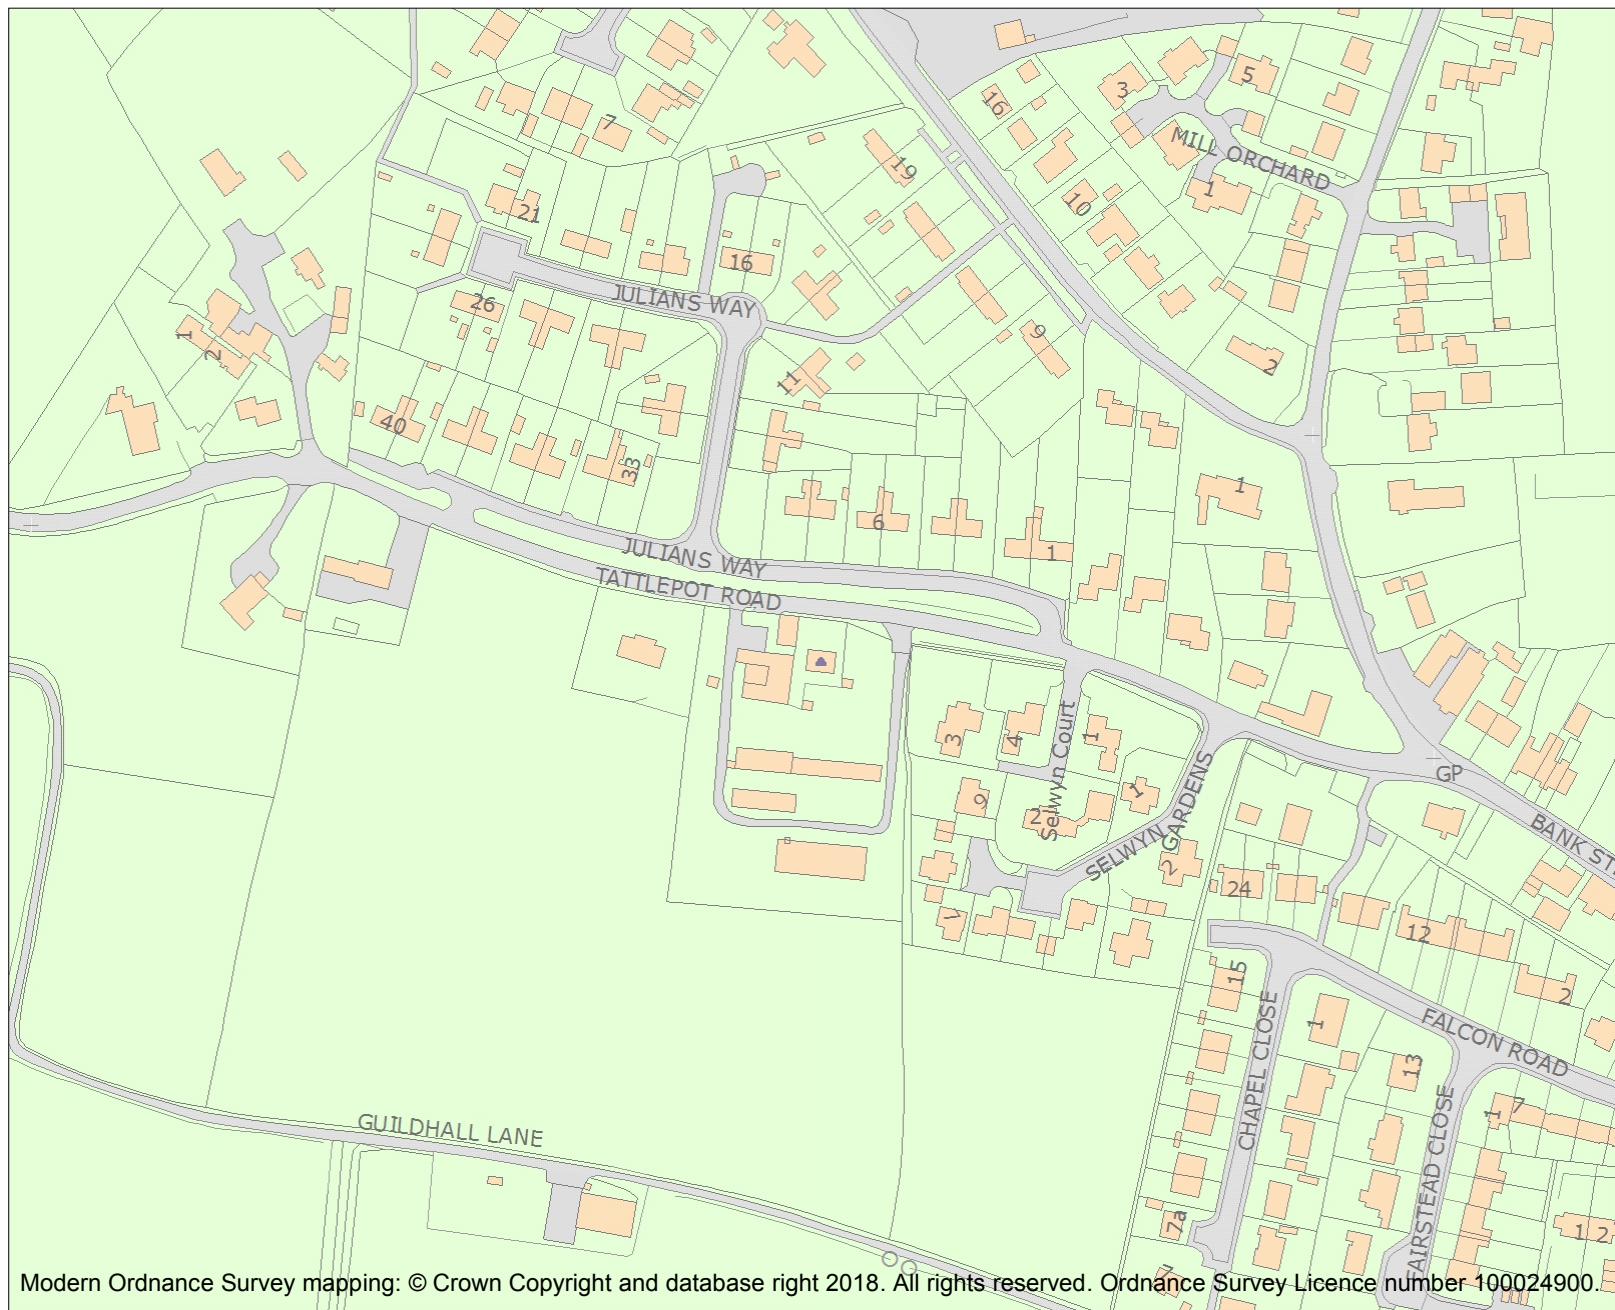 16
3
5
7
MILL ORCHARD
19
1
10
21
16
26
JULIANS WAY
9
1
2
2
11
40
33
1
6
1
JULIANS WAY
TATTLEPOT ROAD
3
4
Selwyn Court
1
GP
9
2
1
SELWYN GARDENS
BANK ST
2
24
7
12
15
2
1
CHAPEL CLOSE
FALCON ROAD
13
FAIRSTEAD CLOSE
1
7
GUILDHALL LANE
7a
1 2
7
Modern Ordnance Survey mapping: © Crown Copyright and database right 2018. All rights reserved. Ordnance Survey Licence number 100024900.